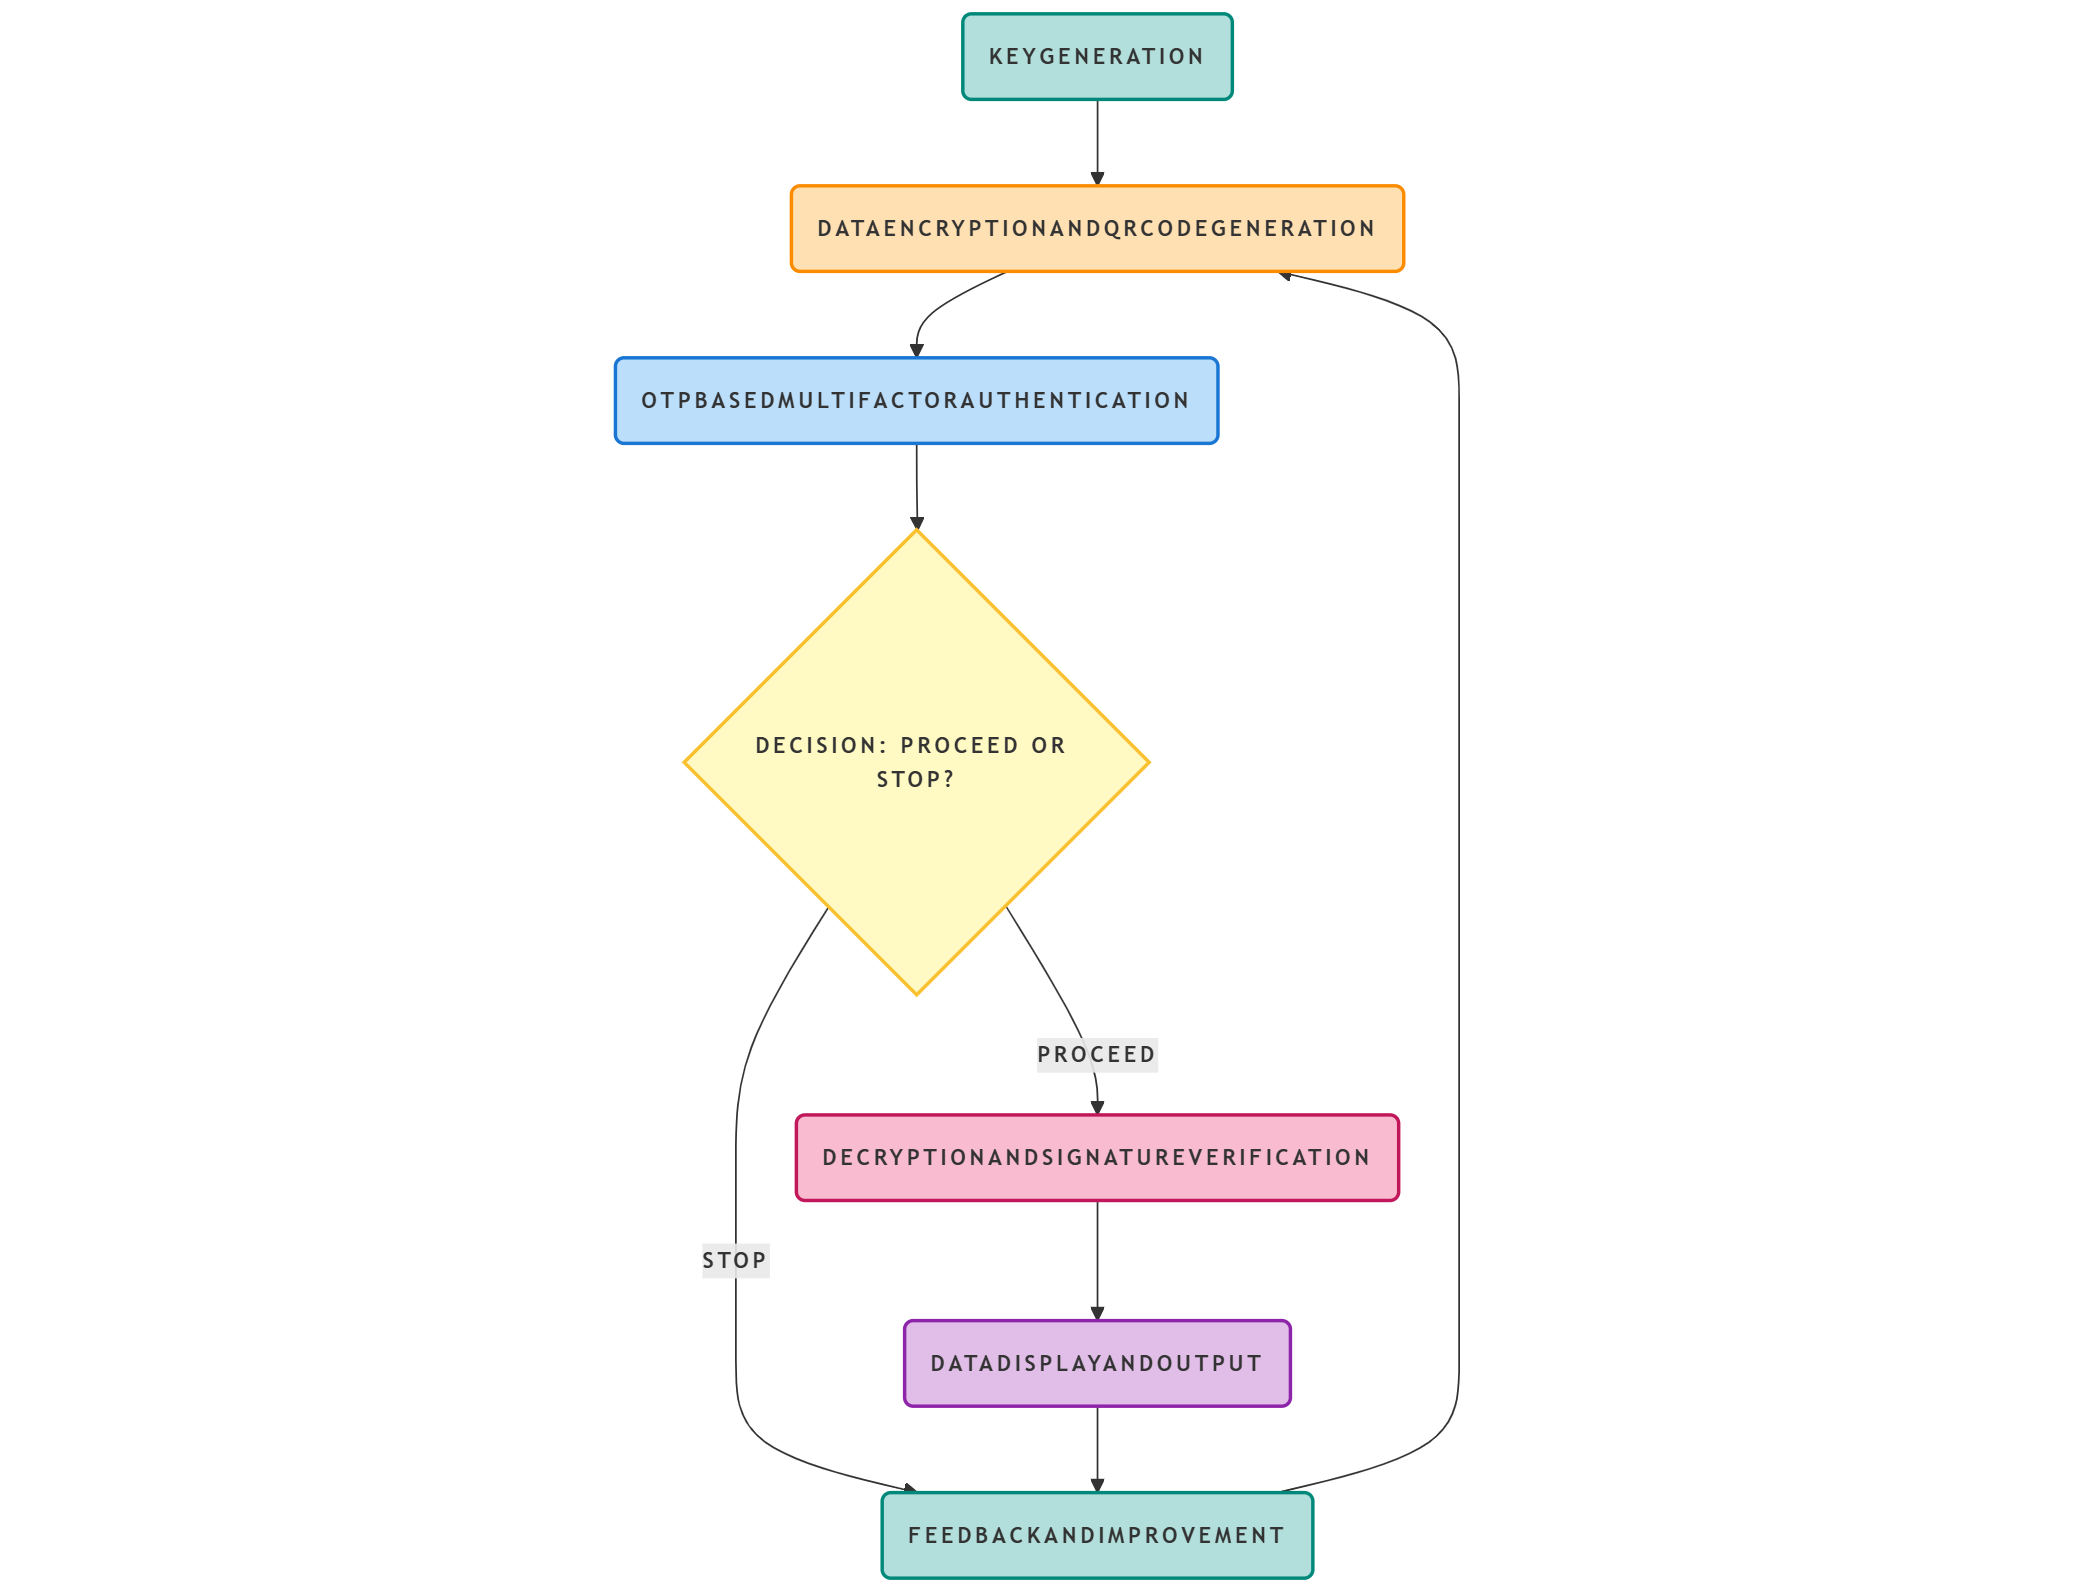 KEYGENERATION
DATAENCRYPTIONANDQRCODEGENERATION
OTPBASEDMULTIFACTORAUTHENTICATION
DECISION: PROCEED OR
STOP?
PROCEED
DECRYPTIONANDSIGNATUREVERIFICATION
STOP
DATADISPLAYANDOUTPUT
FEEDBACKANDIMPROVEMENT